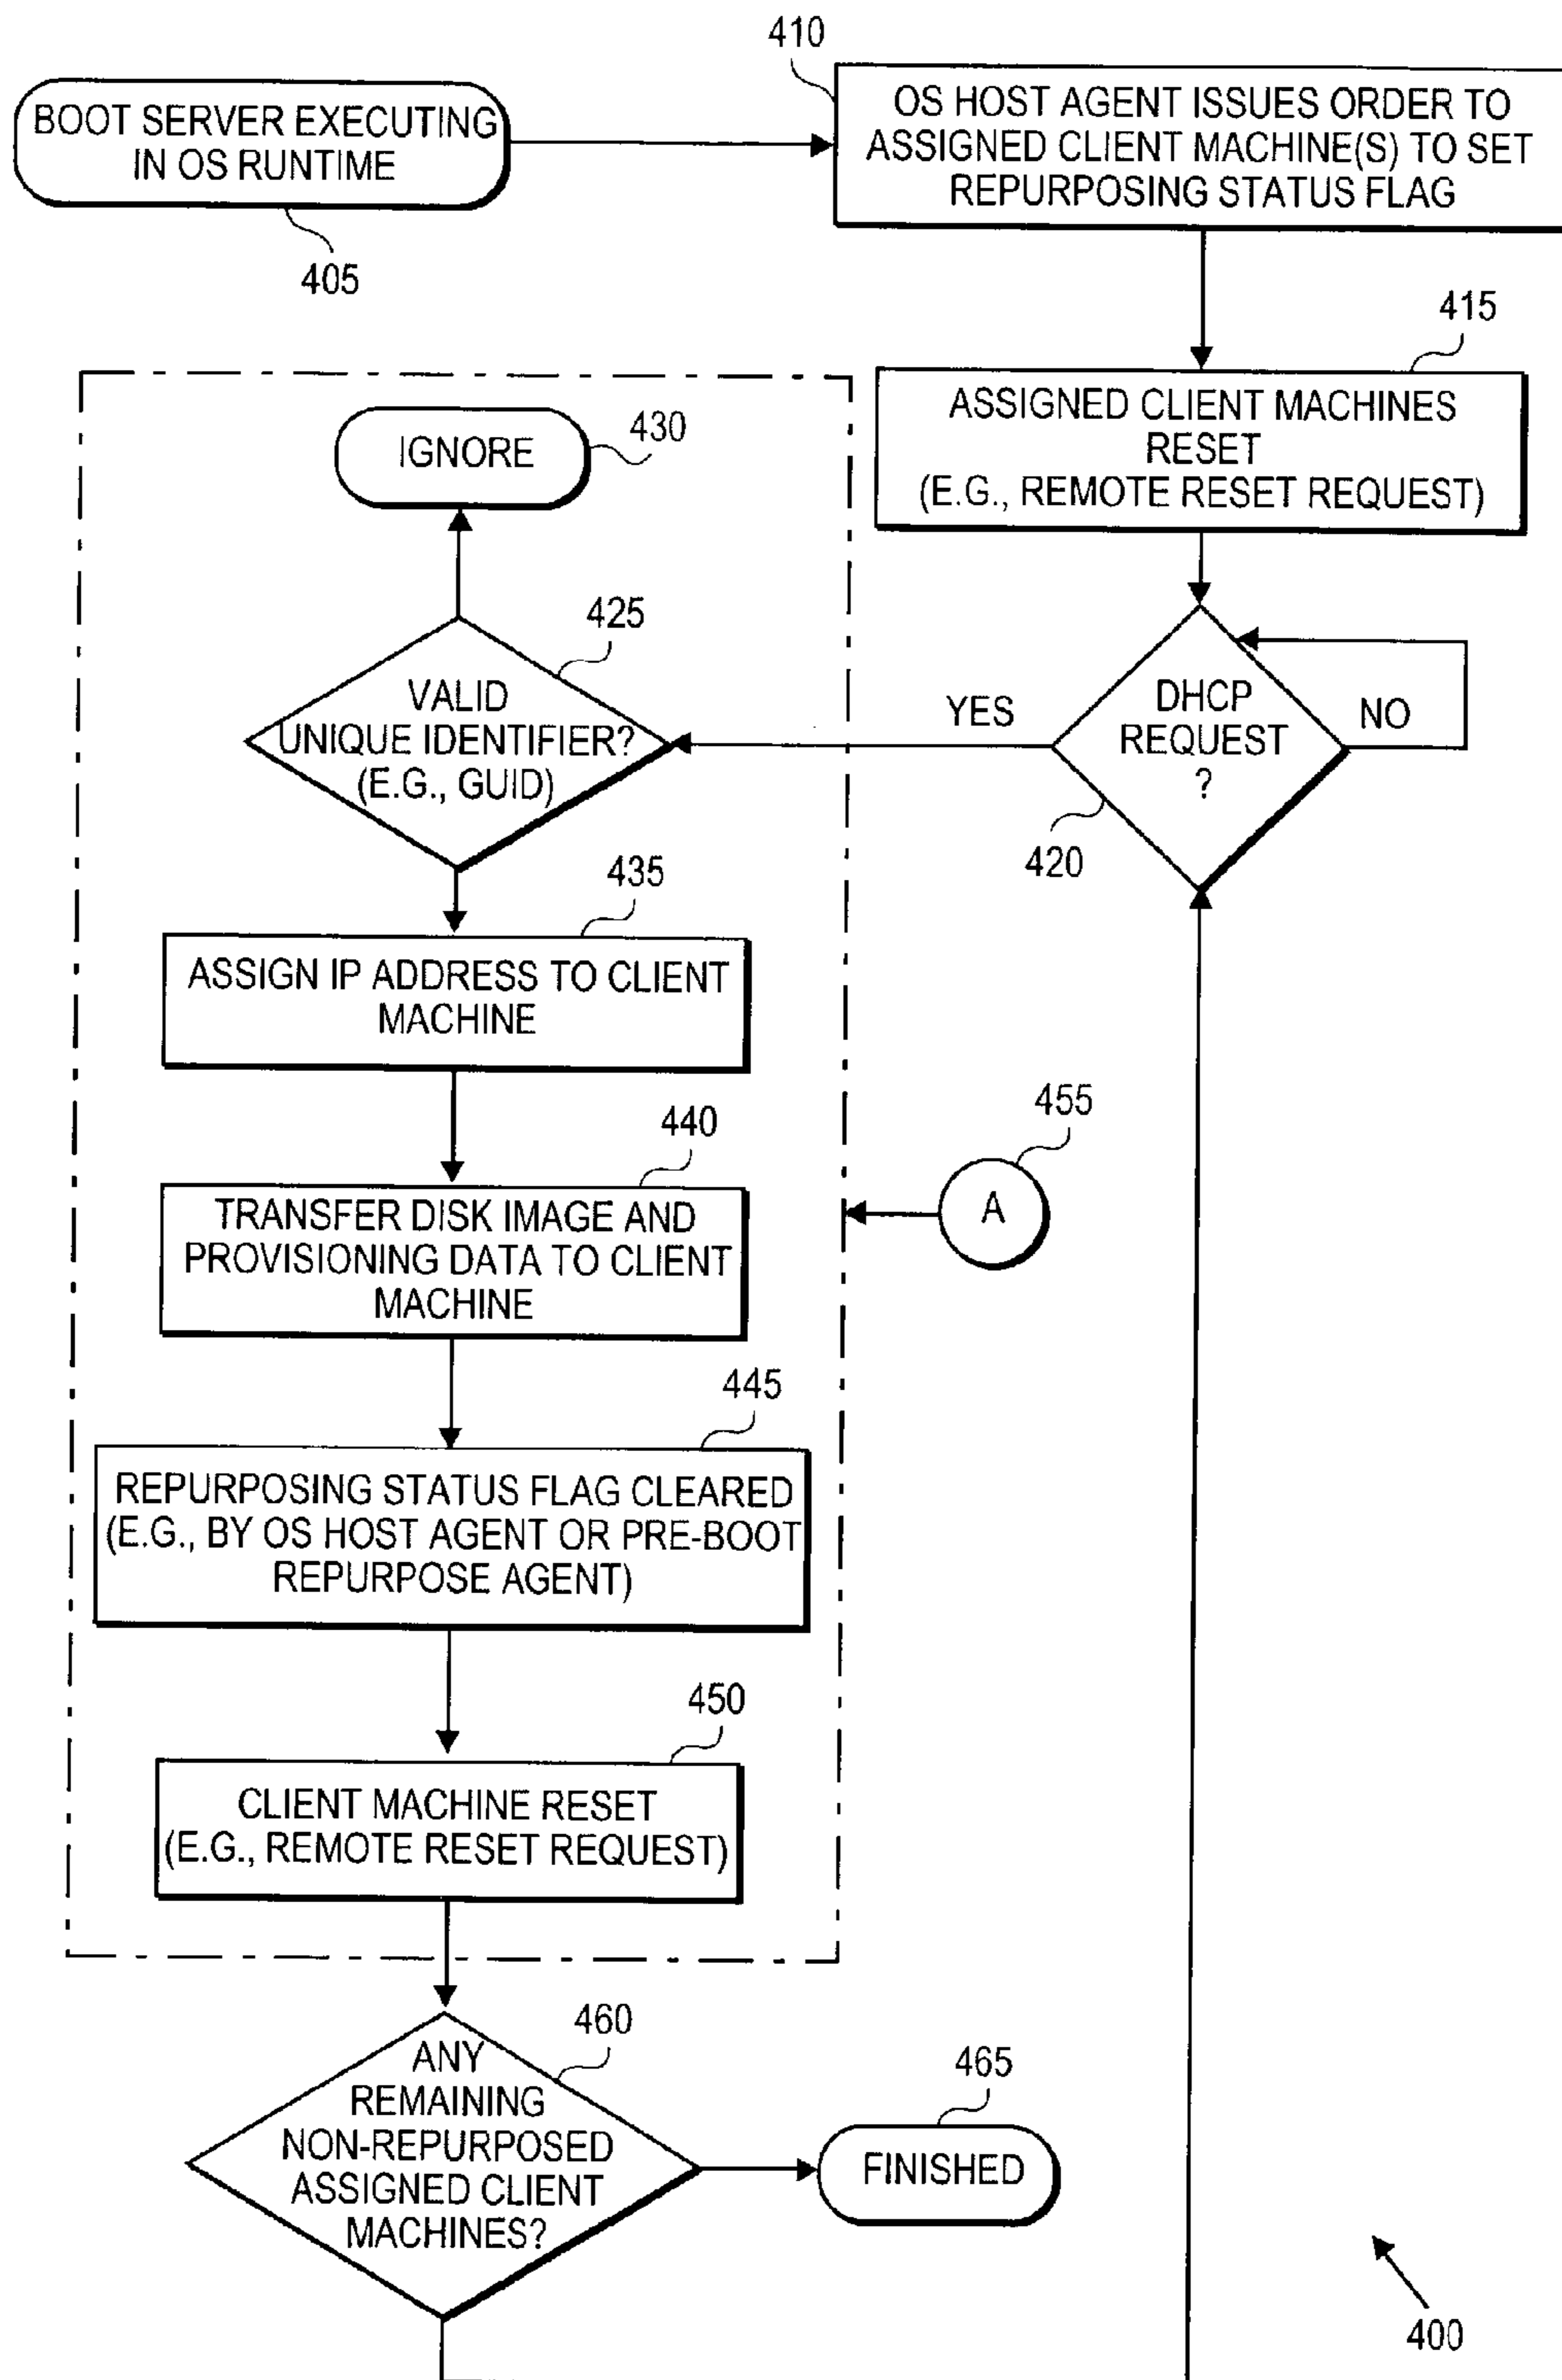 410
BOOT SERVER EXECUTING
IN OS RUNTIME
405
OS HOST AGENT ISSUES ORDER TO
ASSIGNED CLIENT MACHINE(S) TO SET
REPURPOSING STATUS FLAG
415
ASSIGNED CLIENT MACHINES
RESET
(E.G., REMOTE RESET REQUEST)
DHCP
REQUEST
?
NO
YES
420
430
IGNORE
425
VALID
UNIQUE IDENTIFIER?
(E.G., GUID)
435
ASSIGN IP ADDRESS TO CLIENT
MACHINE
440
TRANSFER DISK IMAGE AND
PROVISIONING DATA TO CLIENT
MACHINE
455
A
445
REPURPOSING STATUS FLAG CLEARED
(E.G., BY OS HOST AGENT OR PRE-BOOT
REPURPOSE AGENT)
450
CLIENT MACHINE RESET
(E.G., REMOTE RESET REQUEST)
460
ANY
REMAINING
NON-REPURPOSED
ASSIGNED CLIENT
MACHINES?
465
FINISHED
400